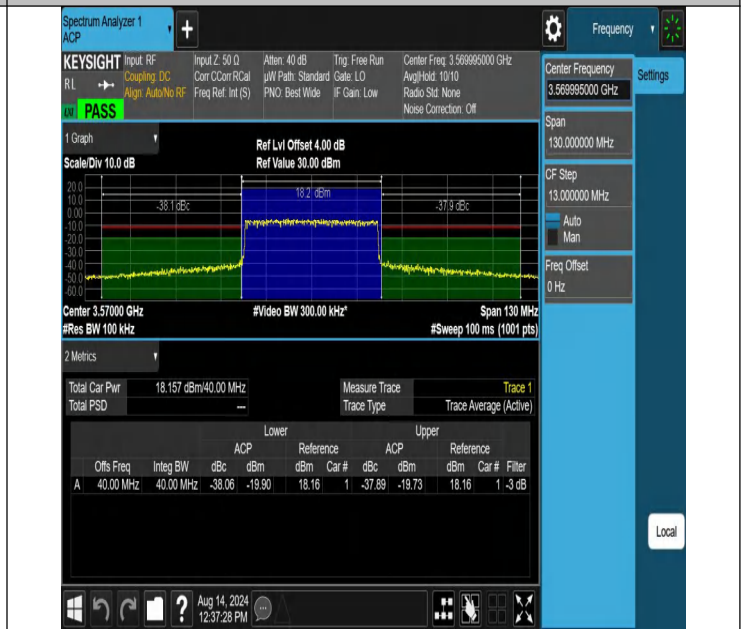 Spectrum Analyzer 1
ACP
+
Frequency
KEYSIGHT
RL
PASS
Input: RF
Coupling: DC
Align: Auto/No RF
Input Z: 50 Ω
Corr CCorr RCal
Freq Ref: Int (S)
Atten: 40 dB
µW Path: Standard
PNO: Best Wide
Trig: Free Run
Gate: LO
IF Gain: Low
Center Freq: 3.569995000 GHz
Avg|Hold: 10/10
Radio Std: None
Noise Correction: Off
Center Frequency
3.569995000 GHz
Settings
Span
130.000000 MHz
CF Step
13.000000 MHz
Auto
Man
Freq Offset
0 Hz
1 Graph
Scale/Div 10.0 dB
Ref Lvl Offset 4.00 dB
Ref Value 30.00 dBm
20.0
10.0
0.00
-10.0
-20.0
-30.0
-40.0
-50.0
-60.0
-38.1 dBc
18.2 dBm
-37.9 dBc
Center 3.57000 GHz
#Video BW 300.00 kHz*
Span 130 MHz
#Res BW 100 kHz
#Sweep 100 ms (1001 pts)
2 Metrics
Total Car Pwr 18.157 dBm/40.00 MHz
Measure Trace Trace 1
Total PSD ---
Trace Type Trace Average (Active)
Lower Upper
ACP Reference ACP Reference
Offs Freq Integ BW dBc dBm dBm Car # dBc dBm dBm Car # Filter
A 40.00 MHz 40.00 MHz -38.06 -19.90 18.16 1 -37.89 -19.73 18.16 1 -3 dB
Local
?
Aug 14, 2024
12:37:28 PM